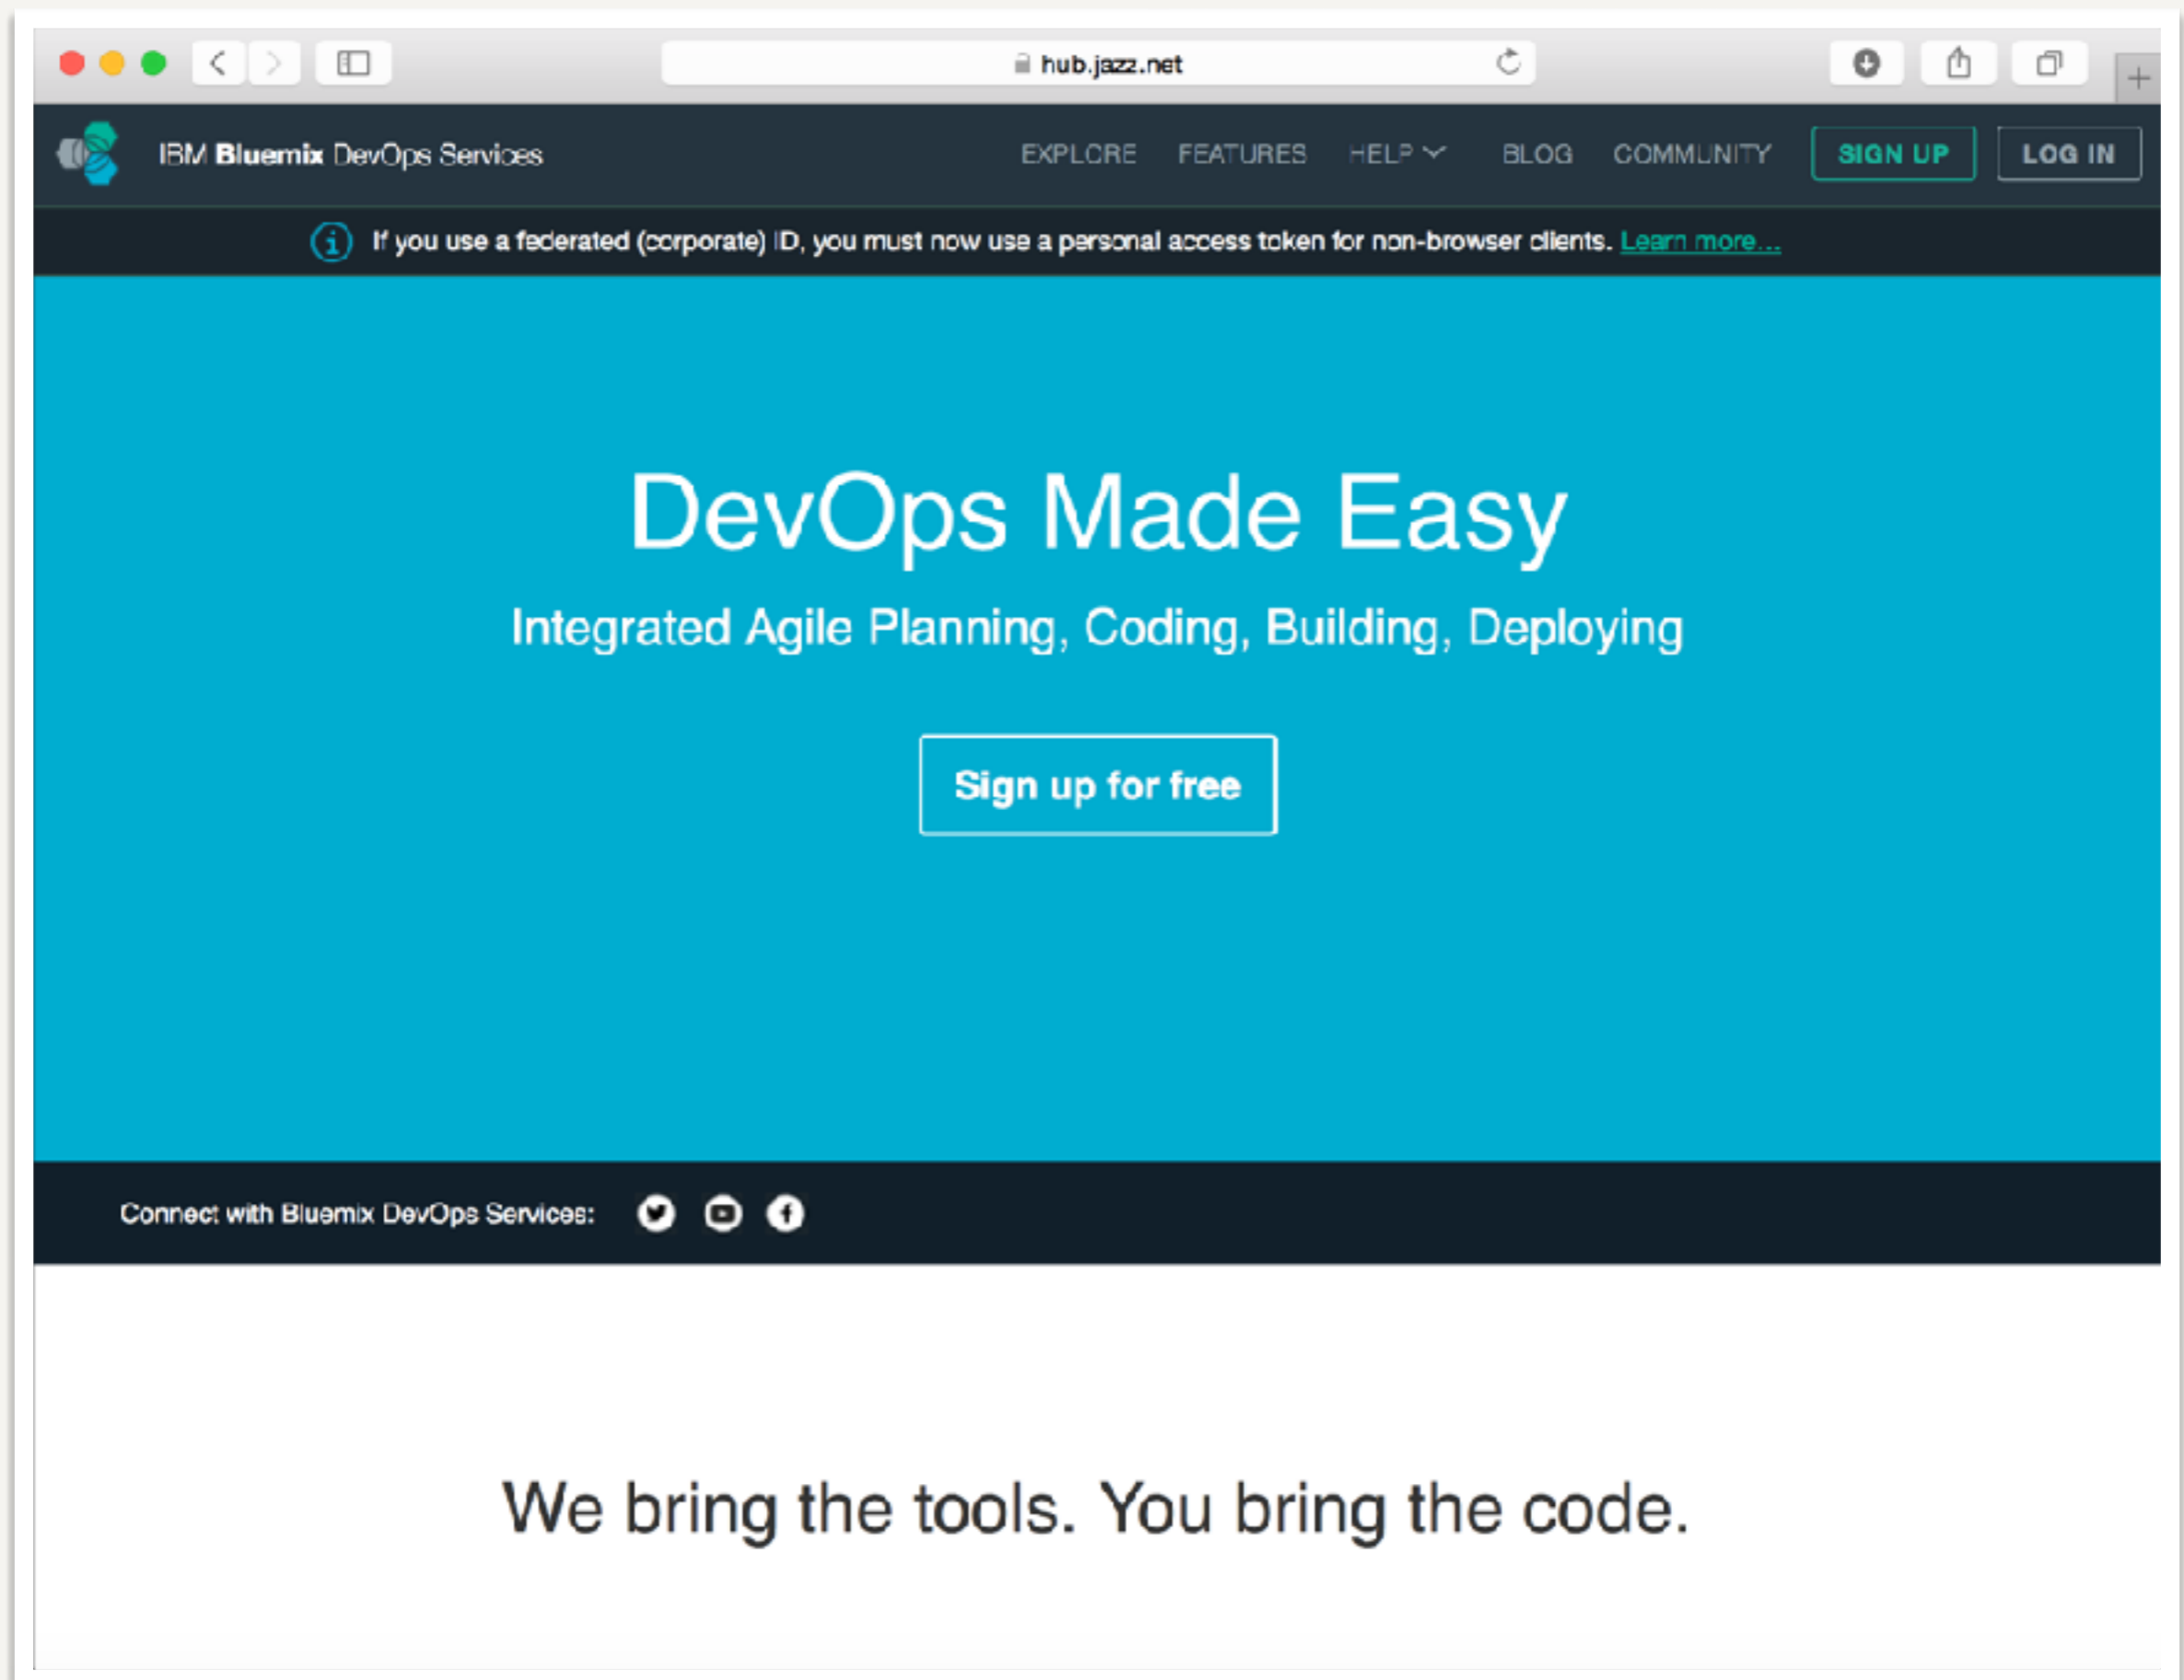 hub.jazz.net
IBM Bluemix DevOps Services
EXPLORE FEATURES HELP BLOG COMMUNITY SIGN UP LOG IN
If you use a federated (corporate) ID, you must now use a personal access token for non-browser clients. Learn more...
DevOps Made Easy
Integrated Agile Planning, Coding, Building, Deploying
Sign up for free
Connect with Bluemix DevOps Services:
We bring the tools. You bring the code.